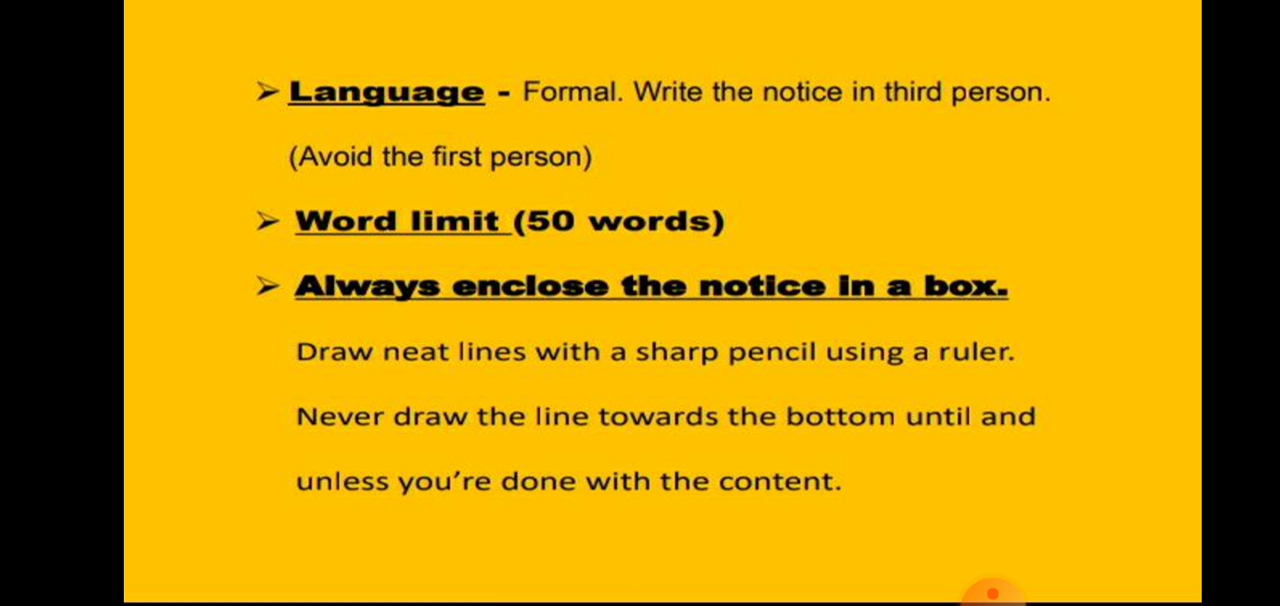 ➢ Language - Formal. Write the notice in third person.
(Avoid the first person)
➢ Word limit (50 words)
➢ Always enclose the notice in a box.
Draw neat lines with a sharp pencil using a ruler.
Never draw the line towards the bottom until and
unless you’re done with the content.